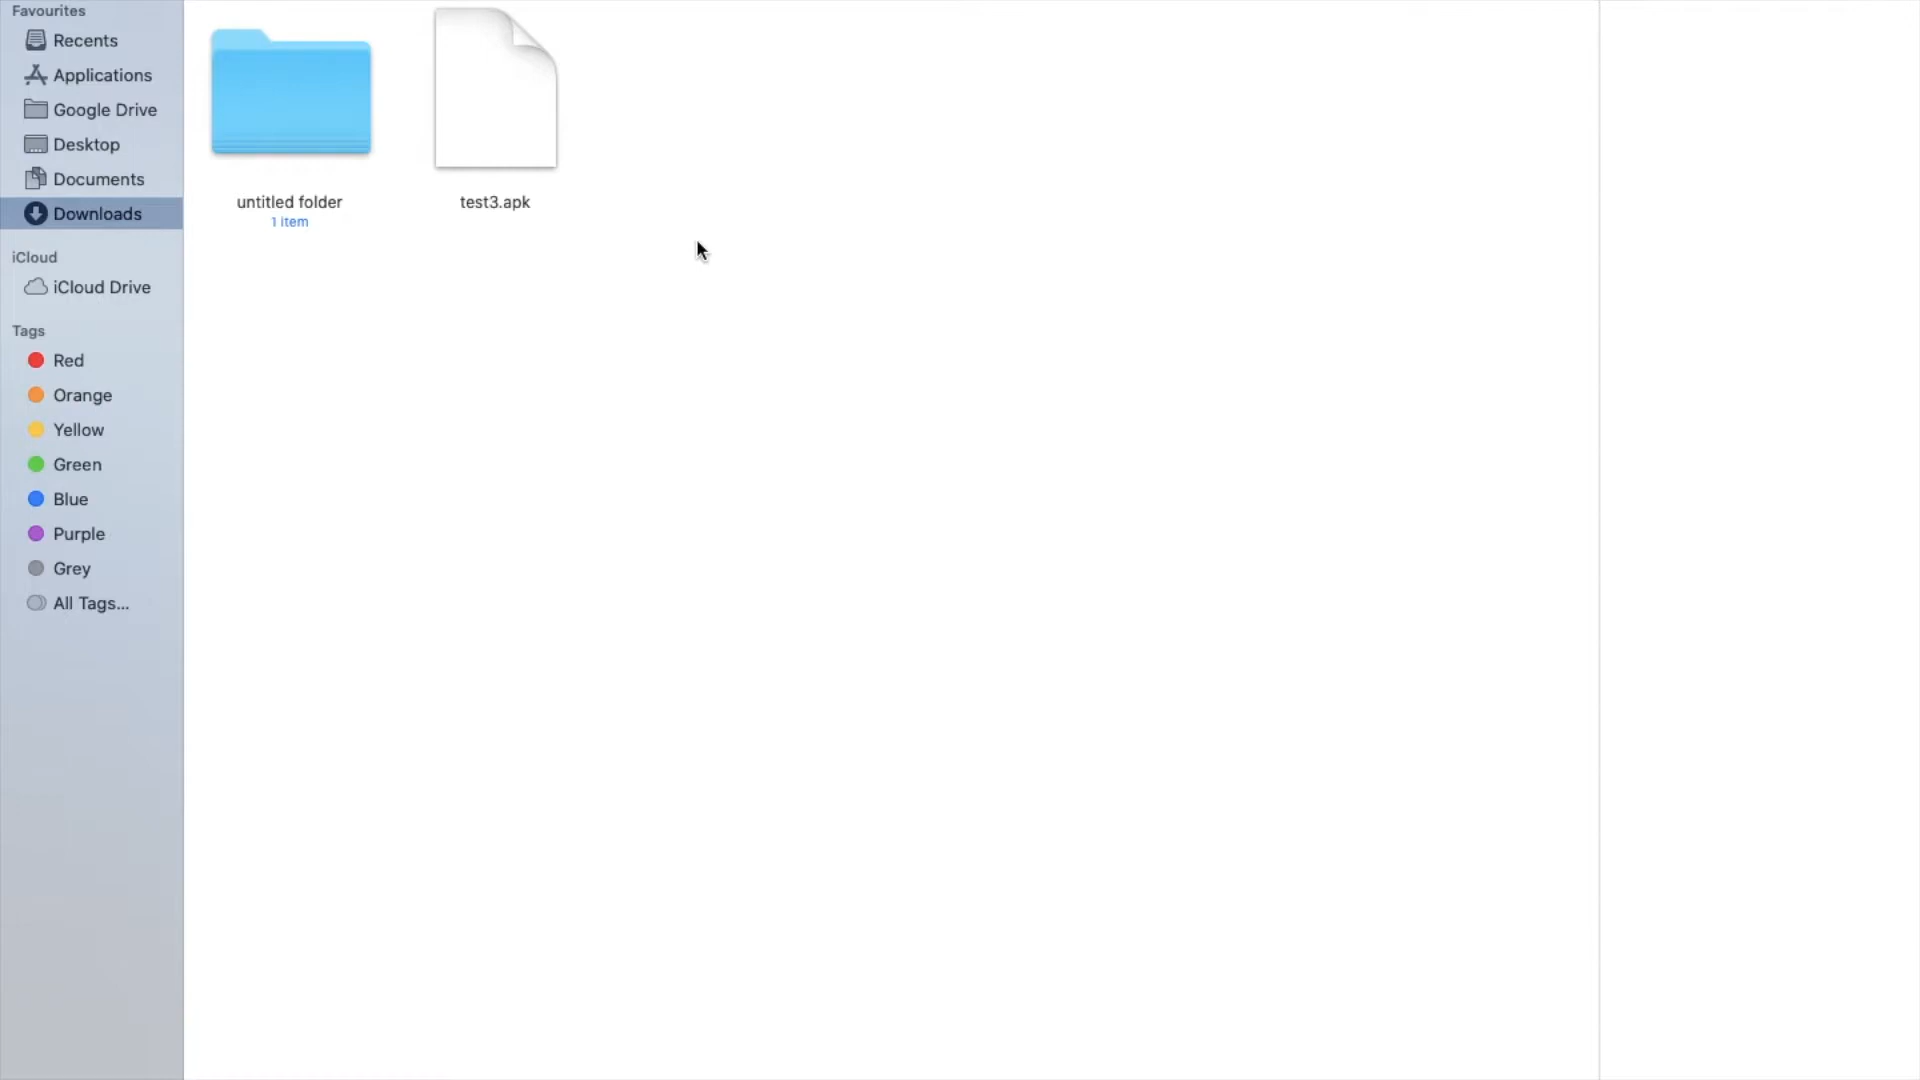 Favourites
Recents
Applications
Google Drive
Desktop
Documents
Downloads
iCloud
iCloud Drive
Tags
Red
Orange
Yellow
Green
Blue
Purple
Grey
All Tags...
untitled folder
1 item
test3.apk